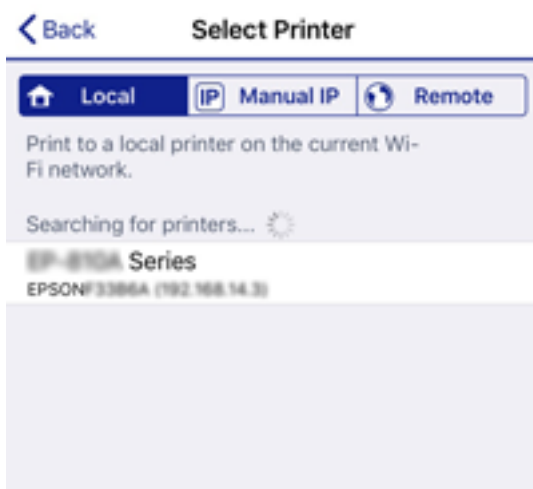 Back
Select Printer
Local
IP Manual IP
Remote
Print to a local printer on the current Wi-
Fi network.
Searching for printers...
Series
EPSON